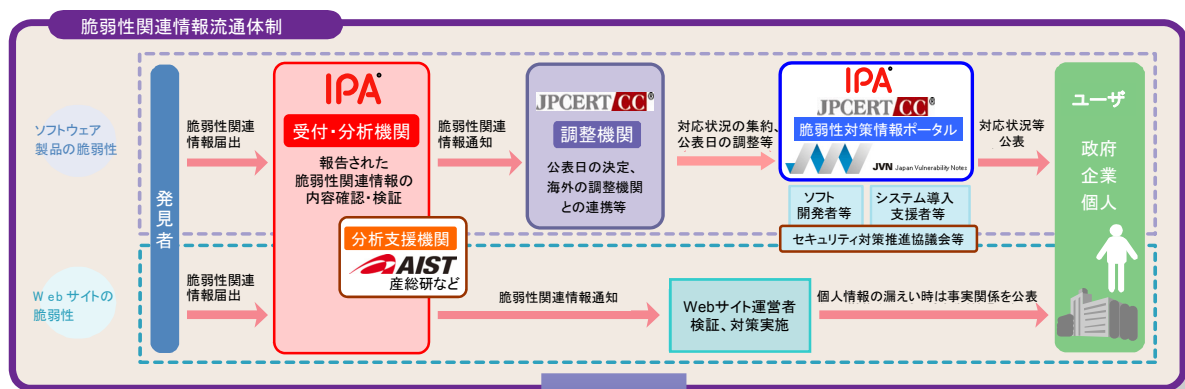 脆弱性関連情報流通体制
ソフトウェア
製品の脆弱性
発見者
脆弱性関連
情報届出
IPA
受付・分析機関
報告された
脆弱性関連情報の
内容確認・検証
分析支援機関
AIST
産総研など
脆弱性関連
情報通知
JPCERT CC®
調整機関
公表日の決定、
海外の調整機関
との連携等
対応状況の集約、
公表日の調整等
IPA
JPCERT CC®
脆弱性対策情報ポータル
JVN Japan Vulnerability Notes
ソフト
開発者等
システム導入
支援者等
セキュリティ対策推進協議会等
対応状況等
公表
ユーザ
政府
企業
個人
Webサイトの
脆弱性
脆弱性関連
情報届出
脆弱性関連情報通知
Webサイト運営者
検証、対策実施
個人情報の漏えい時は事実関係を公表